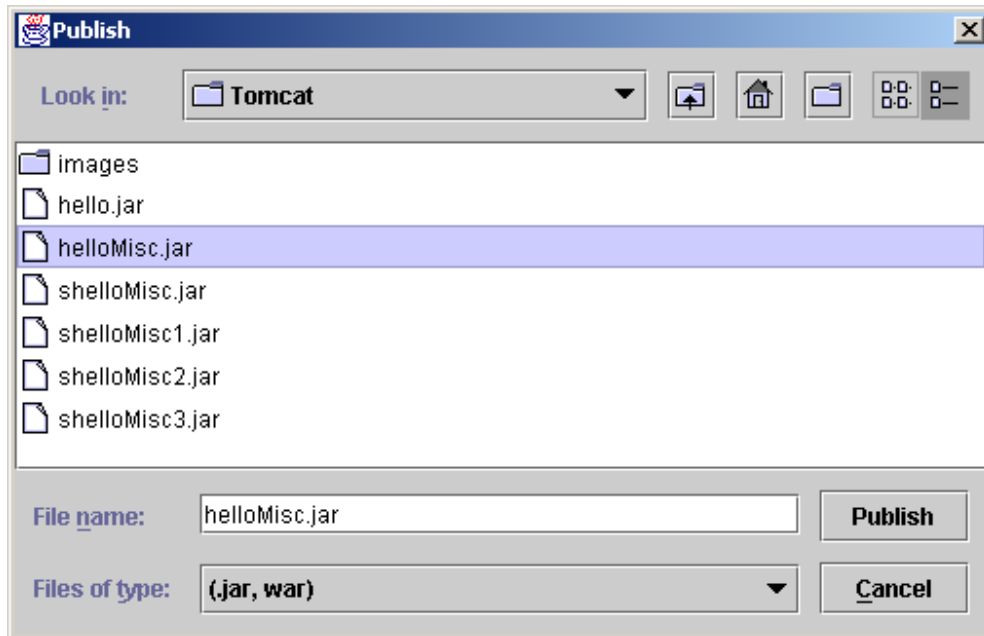 Publish
Look in: Tomcat
images
hello.jar
helloMisc.jar
shelloMisc.jar
shelloMisc1.jar
shelloMisc2.jar
shelloMisc3.jar
File name: helloMisc.jar Publish
Files of type: (.jar, war) Cancel